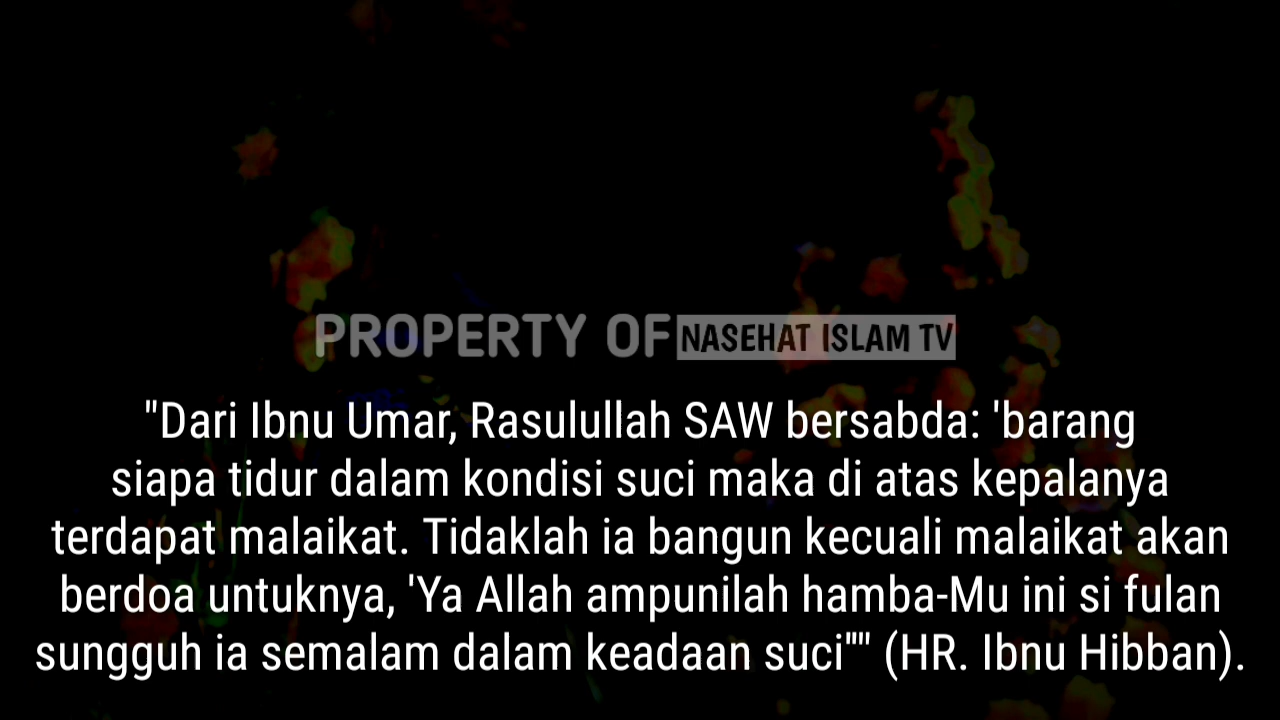 PROPERTY OF NASEHAT ISLAM TV
"Dari Ibnu Umar, Rasulullah SAW bersabda: 'barang
siapa tidur dalam kondisi suci maka di atas kepalanya
terdapat malaikat. Tidaklah ia bangun kecuali malaikat akan
berdoa untuknya, 'Ya Allah ampunilah hamba-Mu ini si fulan
sungguh ia semalam dalam keadaan suci'"" (HR. Ibnu Hibban).